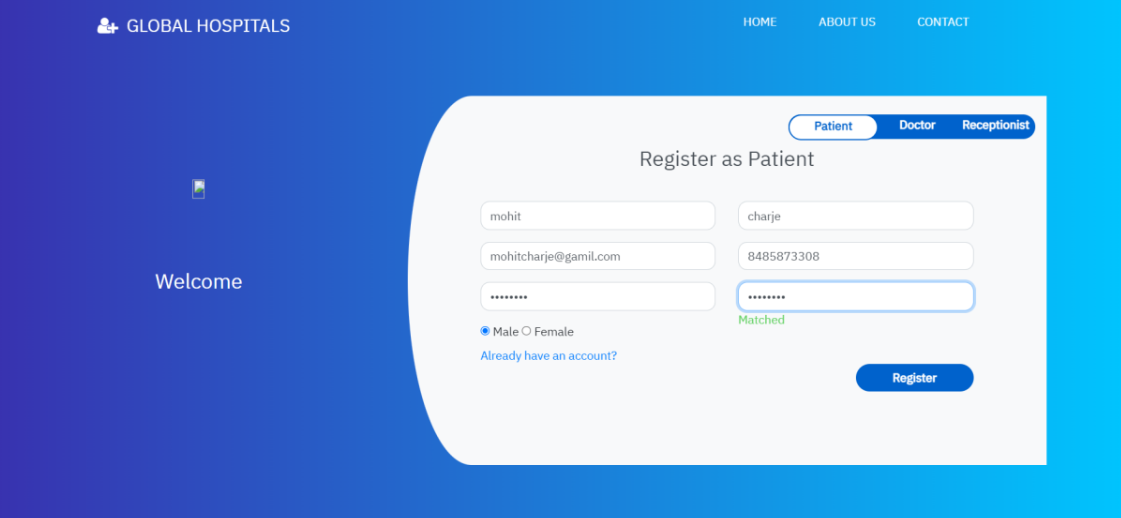 GLOBAL HOSPITALS
HOME ABOUT US CONTACT
Patient Doctor Receptionist
Register as Patient
mohit charje
mohitcharje@gamil.com 8485873308
•••••••• ••••••••
Matched
Male Female
Already have an account?
Register
Welcome